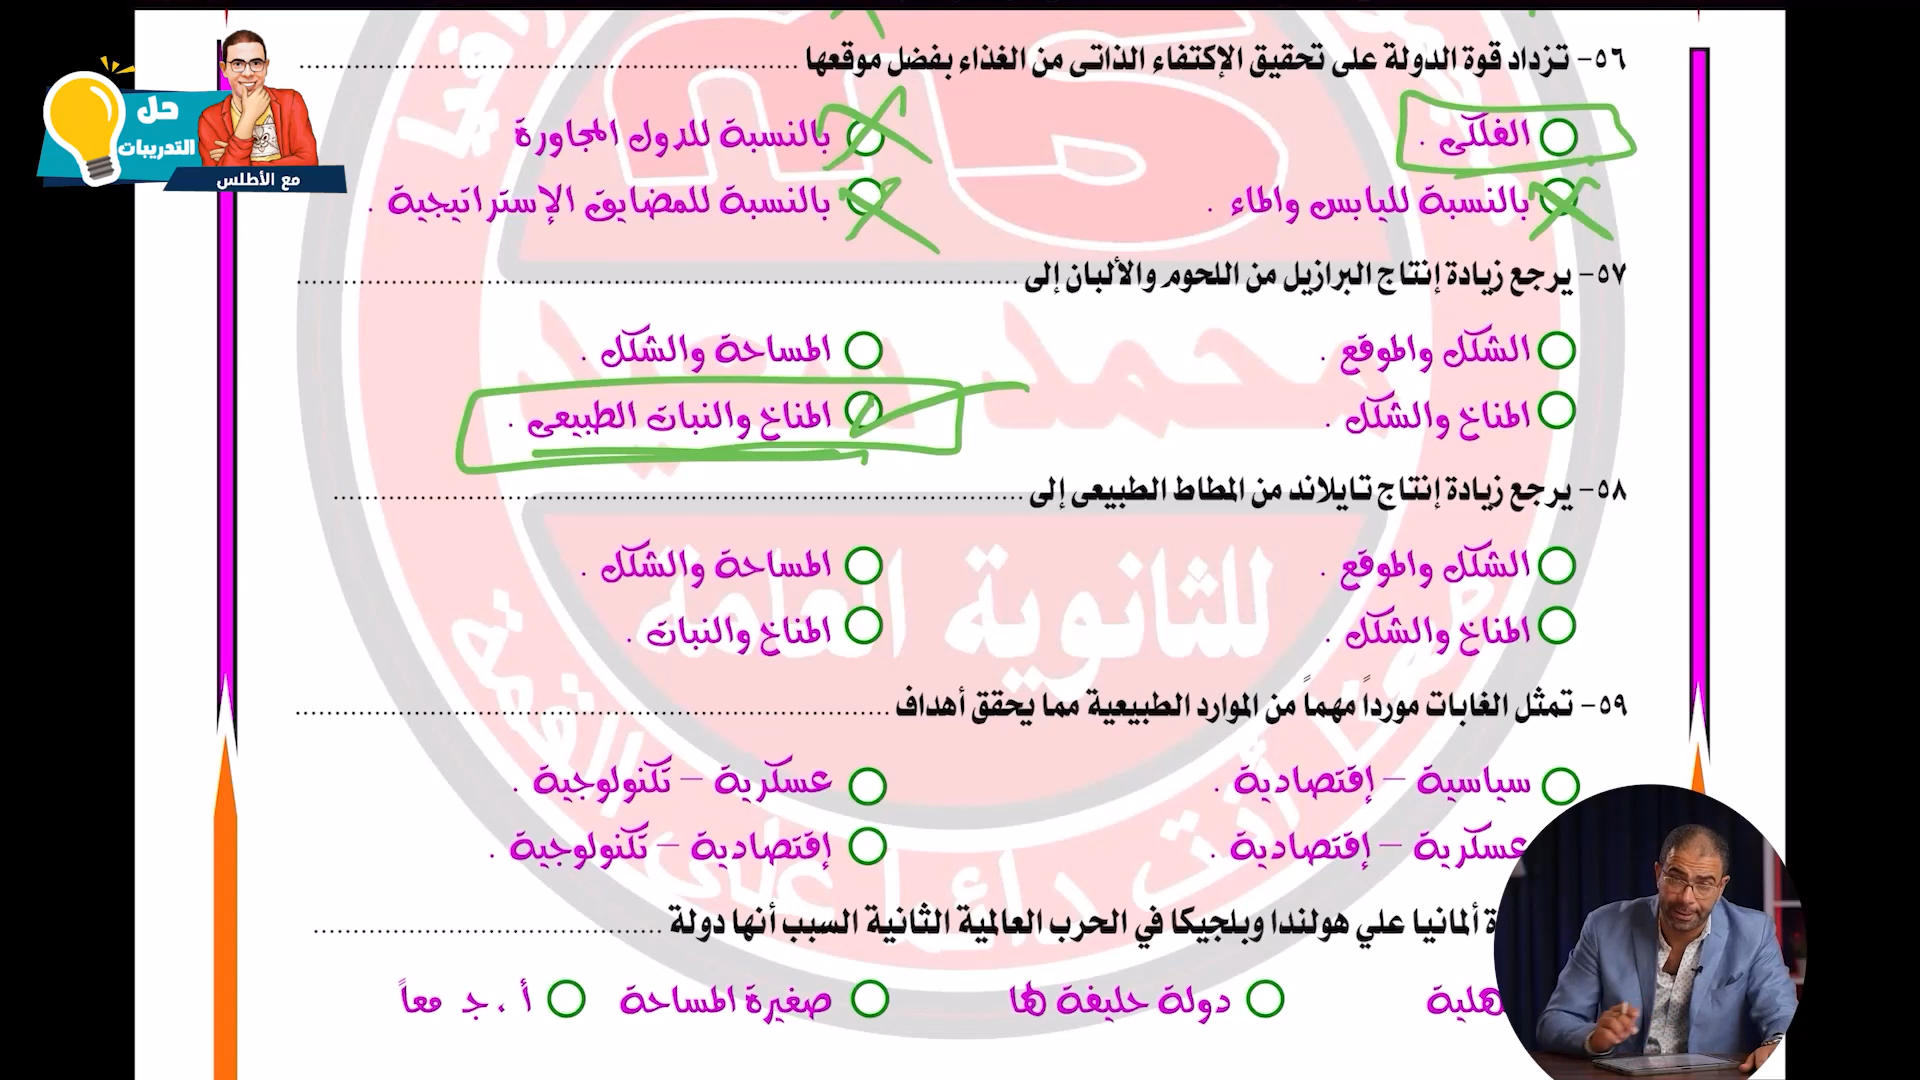 حل
التدريبات
مع الأطلس
٥٦- تزداد قوة الدولة على تحقيق الإكتفاء الذاتى من الغذاء بفضل موقعها
الفلكى .
بالنسبة للدول المجاورة
بالنسبة لليابس والماء .
بالنسبة للمضايق الإستراتيجية .
٥٧- يرجع زيادة إنتاج البرازيل من اللحوم والألبان إلى
الشكل والموقع .
المساحة والشكل .
المناخ والشكل .
المناخ والنبات الطبيعى .
٥٨- يرجع زيادة إنتاج تايلاند من المطاط الطبيعى إلى
الشكل والموقع .
المساحة والشكل .
المناخ والشكل .
المناخ والنبات .
٥٩- تمثل الغابات مورداً مهماً من الموارد الطبيعية مما يحقق أهداف
سياسية – إقتصادية .
عسكرية – تكنولوجية .
عسكرية – إقتصادية .
إقتصادية – تكنولوجية .
ألمانيا علي هولندا وبلجيكا في الحرب العالمية الثانية السبب أنها دولة
دولة حليفة لها
صغيرة المساحة
أ ، ج معاً
محمد سعيد
للثانوية العامة